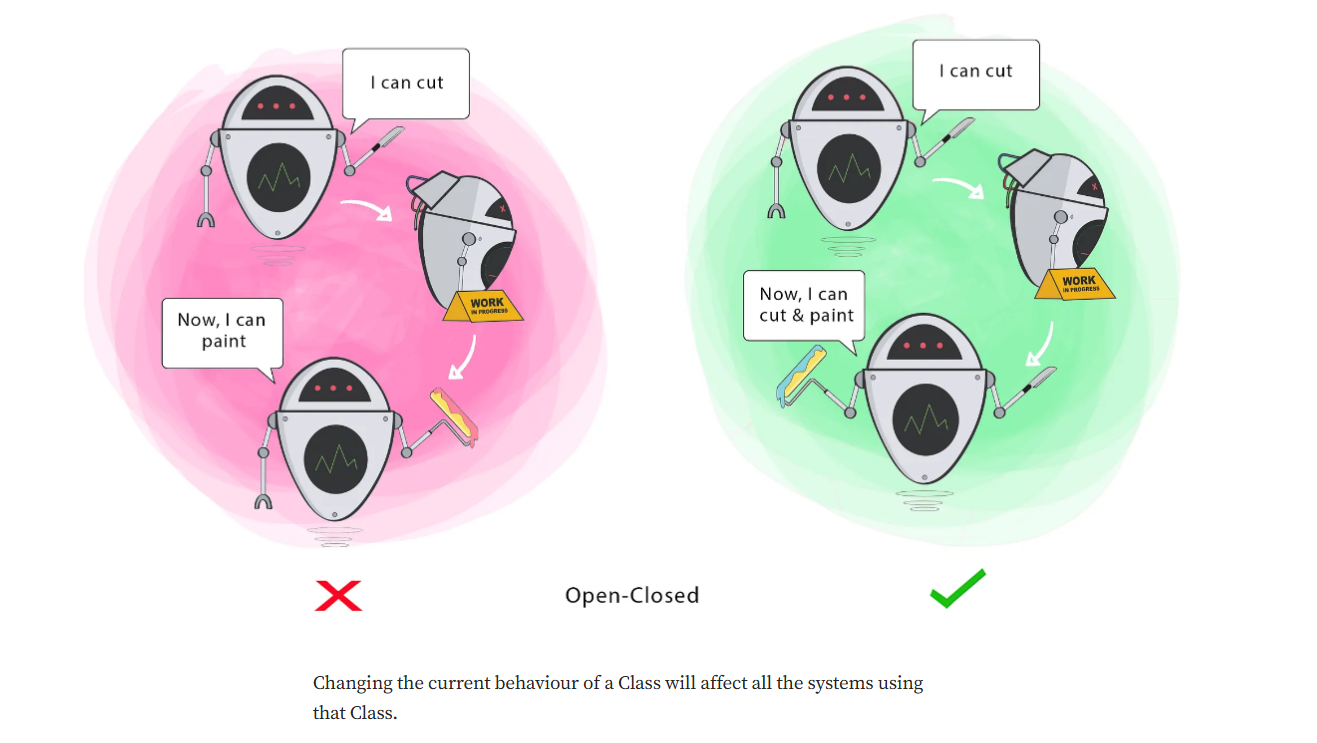 I can cut
WORK
IN PROGRESS
Now, I can
paint
I can cut
WORK
IN PROGRESS
Now, I can
cut & paint
Open-Closed
Changing the current behaviour of a Class will affect all the systems using
that Class.